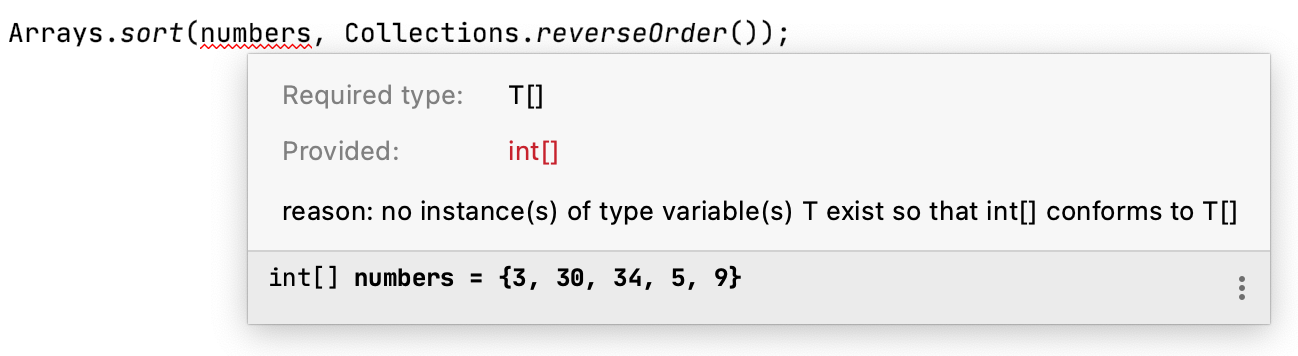 Arrays.sort(numbers, Collections.reverseOrder());
Required type: T[]
Provided: int[]
reason: no instance(s) of type variable(s) T exist so that int[] conforms to T[]
int[] numbers = {3, 30, 34, 5, 9}